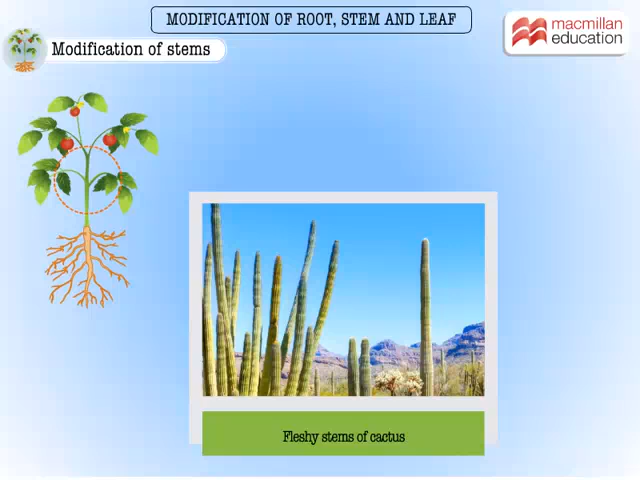 MODIFICATION OF ROOT, STEM AND LEAF
macmillan
education
Modification of stems
Fleshy stems of cactus